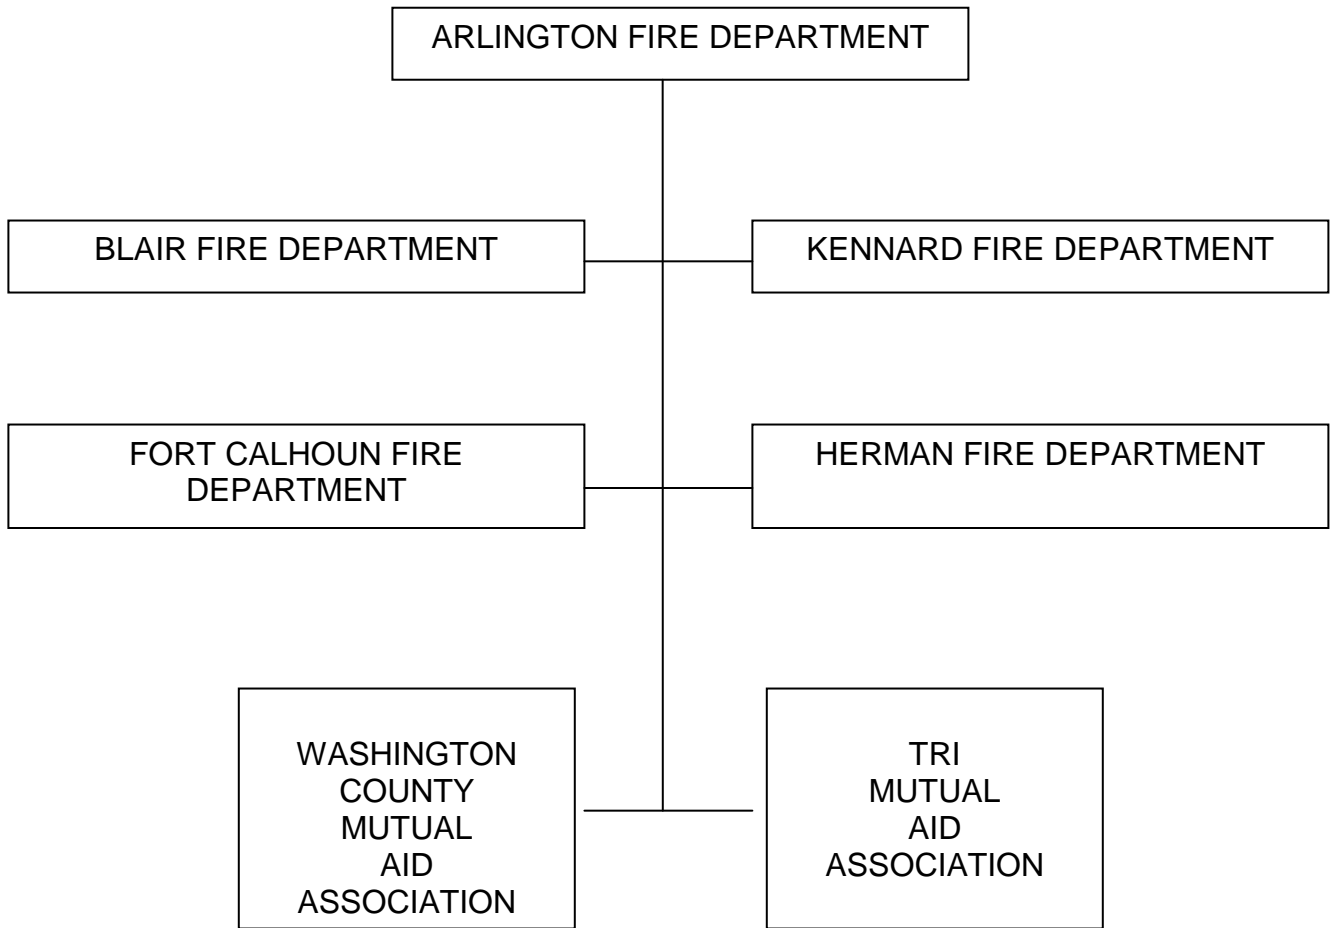 ARLINGTON FIRE DEPARTMENT
BLAIR FIRE DEPARTMENT
KENNARD FIRE DEPARTMENT
FORT CALHOUN FIRE
DEPARTMENT
HERMAN FIRE DEPARTMENT
WASHINGTON
COUNTY
MUTUAL
AID
ASSOCIATION
TRI
MUTUAL
AID
ASSOCIATION